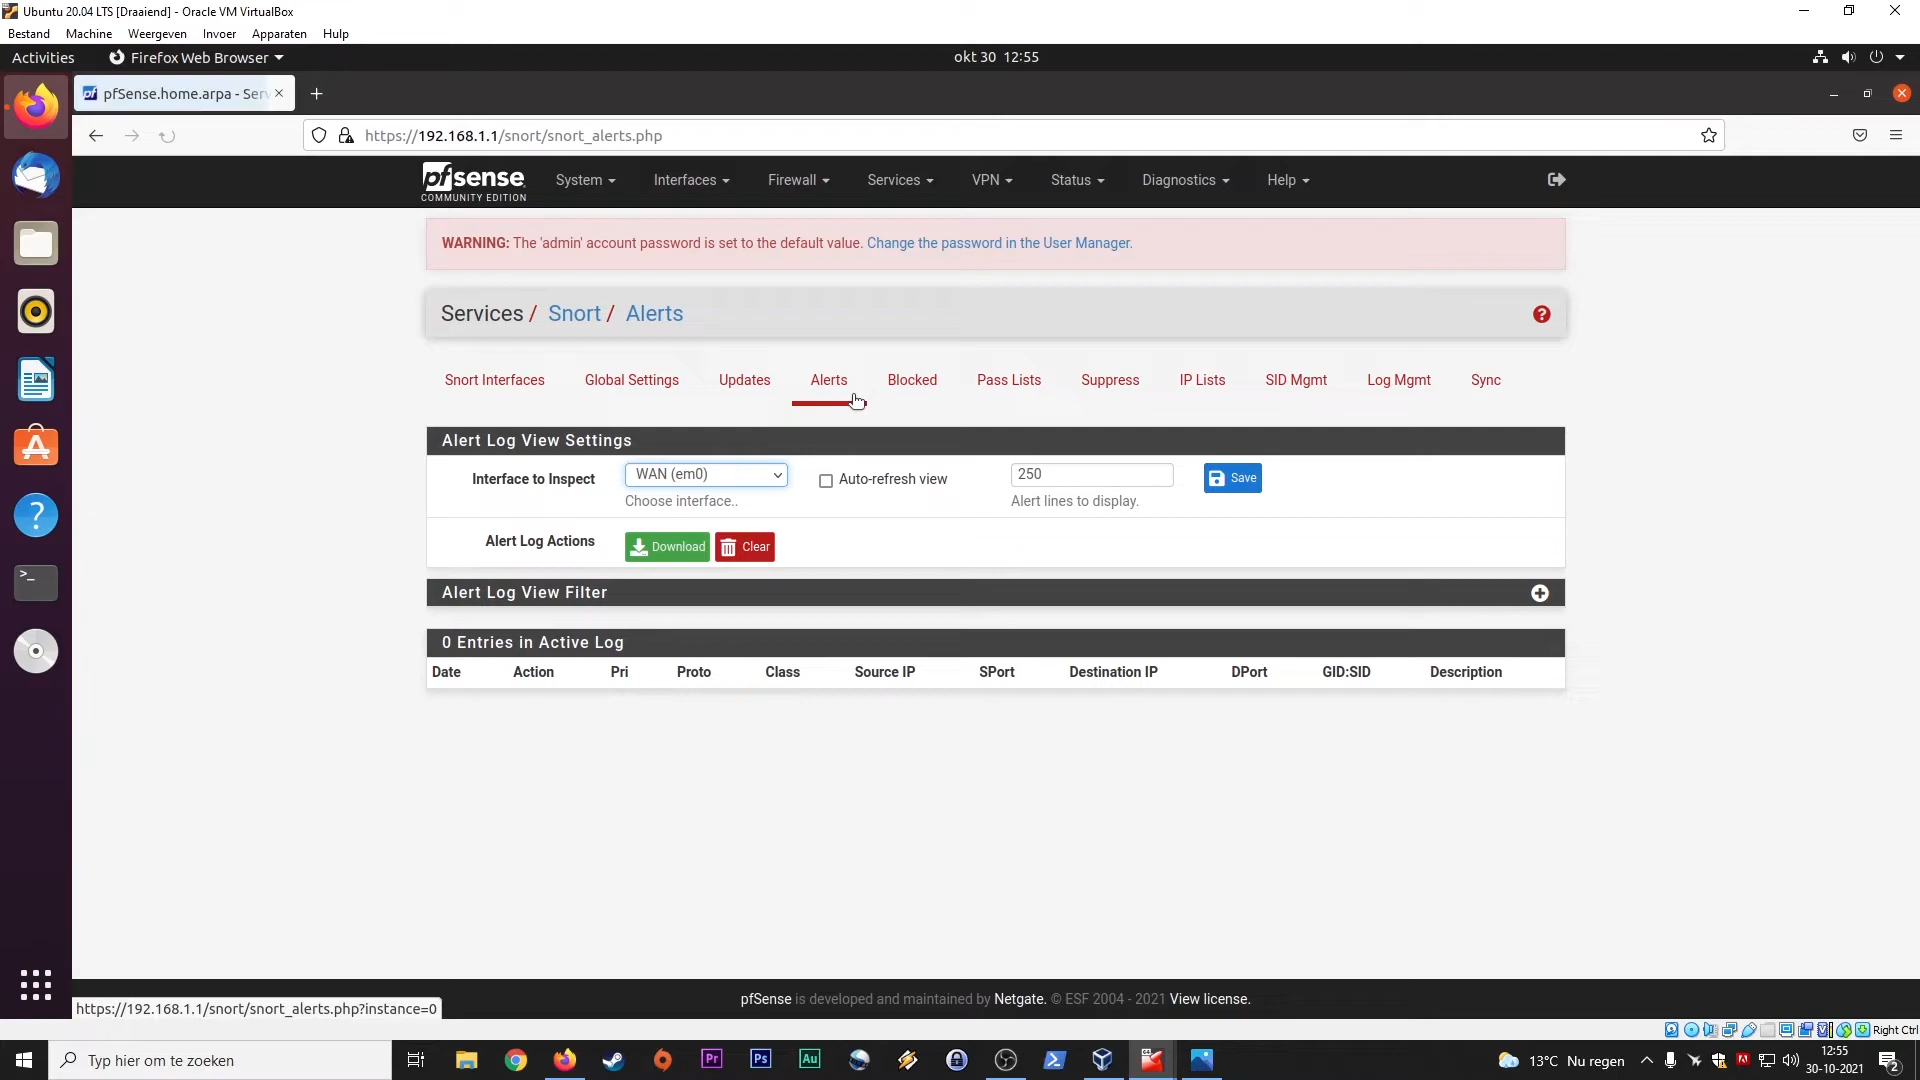 Ubuntu 20.04 LTS [Draaiend] - Oracle VM VirtualBox
Bestand Machine Weergeven Invoer Apparaten Hulp
Activities Firefox Web Browser okt 30 12:55
pfSense.home.arpa - Serv
https://192.168.1.1/snort/snort_alerts.php
pfsense COMMUNITY EDITION System Interfaces Firewall Services VPN Status Diagnostics Help
WARNING: The 'admin' account password is set to the default value. Change the password in the User Manager.
Services / Snort / Alerts
Snort Interfaces Global Settings Updates Alerts Blocked Pass Lists Suppress IP Lists SID Mgmt Log Mgmt Sync
Alert Log View Settings
Interface to Inspect WAN (em0) Auto-refresh view 250 Save
Choose interface.. Alert lines to display.
Alert Log Actions Download Clear
Alert Log View Filter
0 Entries in Active Log
Date Action Pri Proto Class Source IP SPort Destination IP DPort GID:SID Description
pfSense is developed and maintained by Netgate. © ESF 2004 - 2021 View license.
https://192.168.1.1/snort/snort_alerts.php?instance=0
Right Ctrl
Typ hier om te zoeken Pr Ps Au 13°C Nu regen 12:55
30-10-2021 2